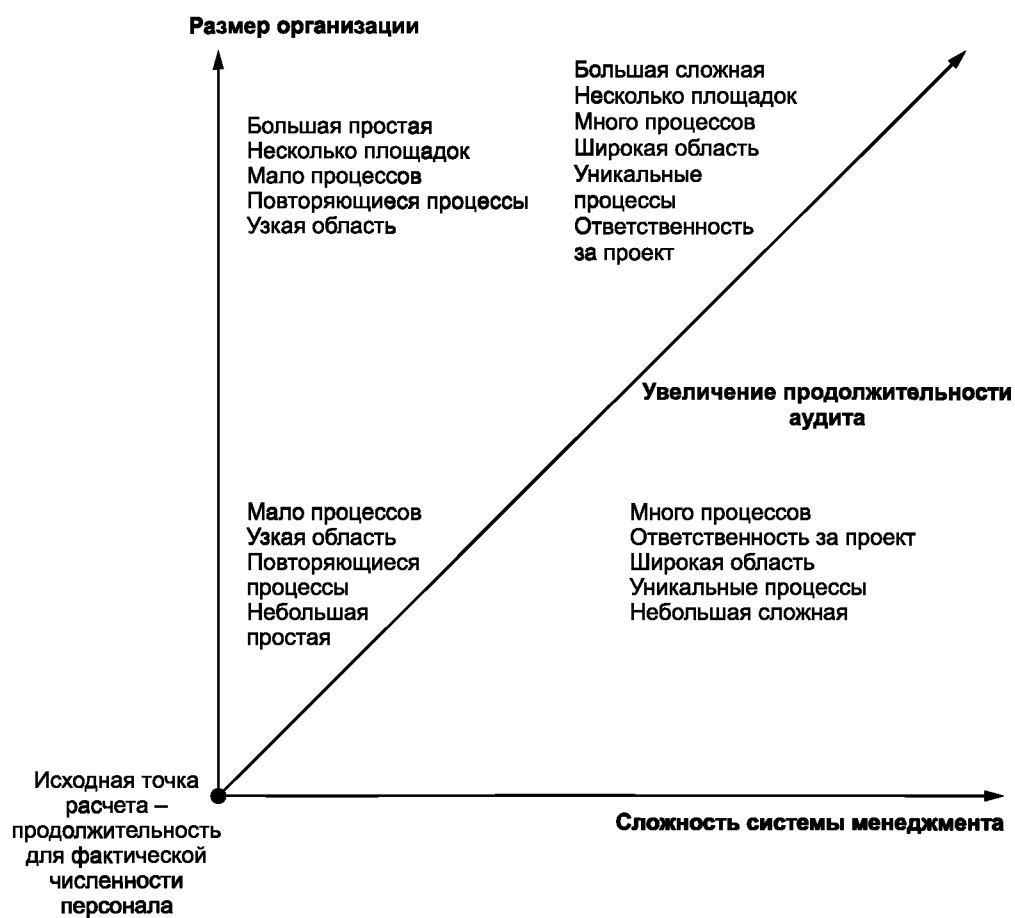 Размер организации
Большая простая
Несколько площадок
Мало процессов
Повторяющиеся процессы
Узкая область
Большая сложная
Несколько площадок
Много процессов
Широкая область
Уникальные
процессы
Ответственность
за проект
Увеличение продолжительности
аудита
Мало процессов
Узкая область
Повторяющиеся
процессы
Небольшая
простая
Много процессов
Ответственность за проект
Широкая область
Уникальные процессы
Небольшая сложная
Исходная точка
расчета –
продолжительность
для фактической
численности
персонала
Сложность системы менеджмента